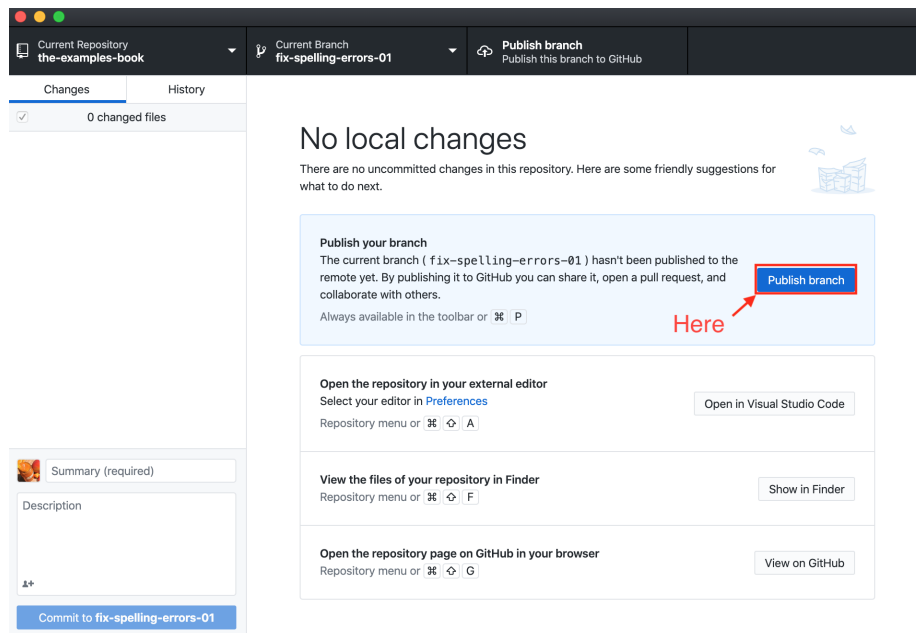 Current Repository
the-examples-book
Current Branch
fix-spelling-errors-01
Publish branch
Publish this branch to GitHub
Changes
History
0 changed files
No local changes
There are no uncommitted changes in this repository. Here are some friendly suggestions for
what to do next.
Publish your branch
The current branch ( fix-spelling-errors-01 ) hasn't been published to the
remote yet. By publishing it to GitHub you can share it, open a pull request, and
collaborate with others.
Always available in the toolbar or ⌘ P
Publish branch
Here
Open the repository in your external editor
Select your editor in Preferences
Repository menu or ⌘ ⇧ A
Open in Visual Studio Code
View the files of your repository in Finder
Repository menu or ⌘ ⇧ F
Show in Finder
Open the repository page on GitHub in your browser
Repository menu or ⌘ ⇧ G
View on GitHub
Summary (required)
Description
Commit to fix-spelling-errors-01